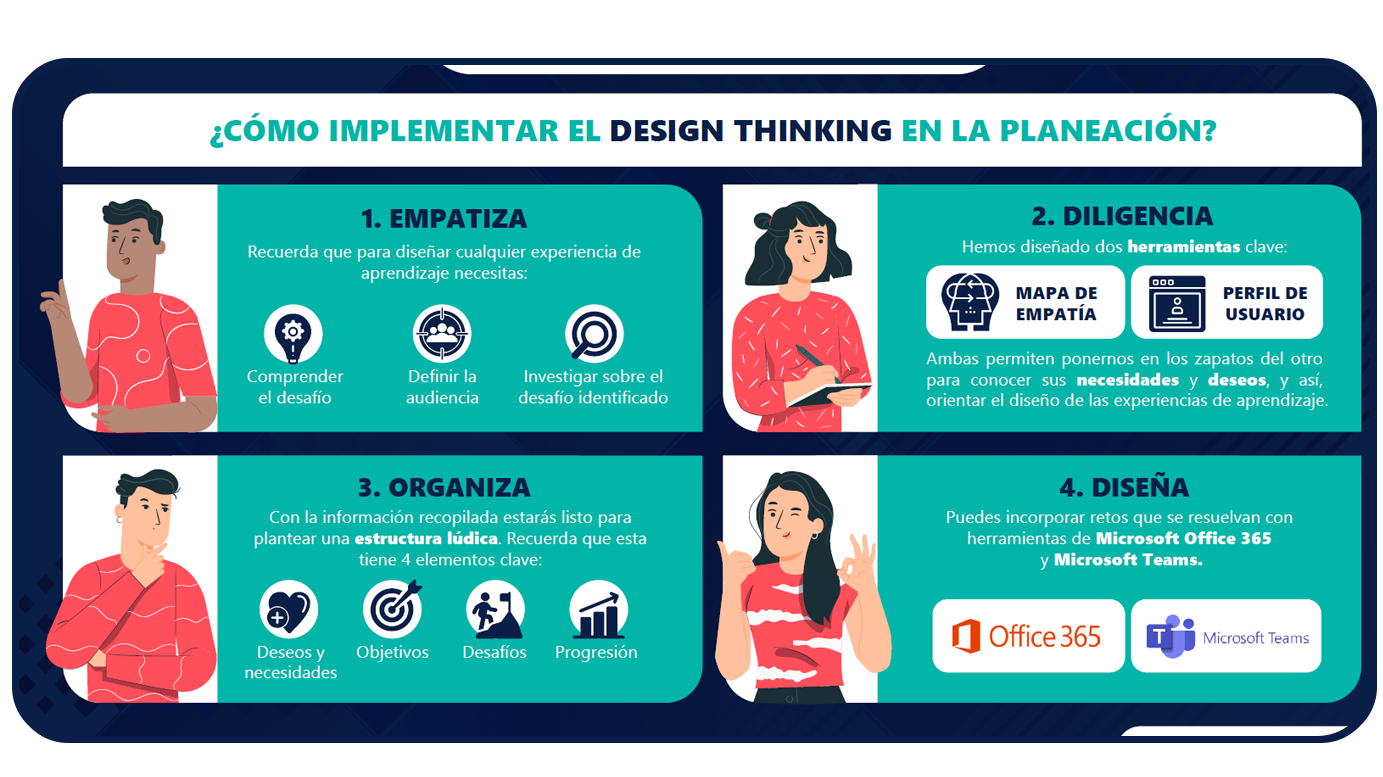 ¿CÓMO IMPLEMENTAR EL DESIGN THINKING EN LA PLANEACIÓN?
1. EMPATIZA
Recuerda que para diseñar cualquier experiencia de
aprendizaje necesitas:
Comprender
el desafío
Definir la
audiencia
Investigar sobre el
desafío identificado
2. DILIGENCIA
Hemos diseñado dos herramientas clave:
MAPA DE
EMPATÍA
PERFIL DE
USUARIO
Ambas permiten ponernos en los zapatos del otro
para conocer sus necesidades y deseos, y así,
orientar el diseño de las experiencias de aprendizaje.
3. ORGANIZA
Con la información recopilada estarás listo para
plantear una estructura lúdica. Recuerda que esta
tiene 4 elementos clave:
Deseos y
necesidades
Objetivos
Desafíos
Progresión
4. DISEÑA
Puedes incorporar retos que se resuelvan con
herramientas de Microsoft Office 365
y Microsoft Teams.
Office 365
T Microsoft Teams